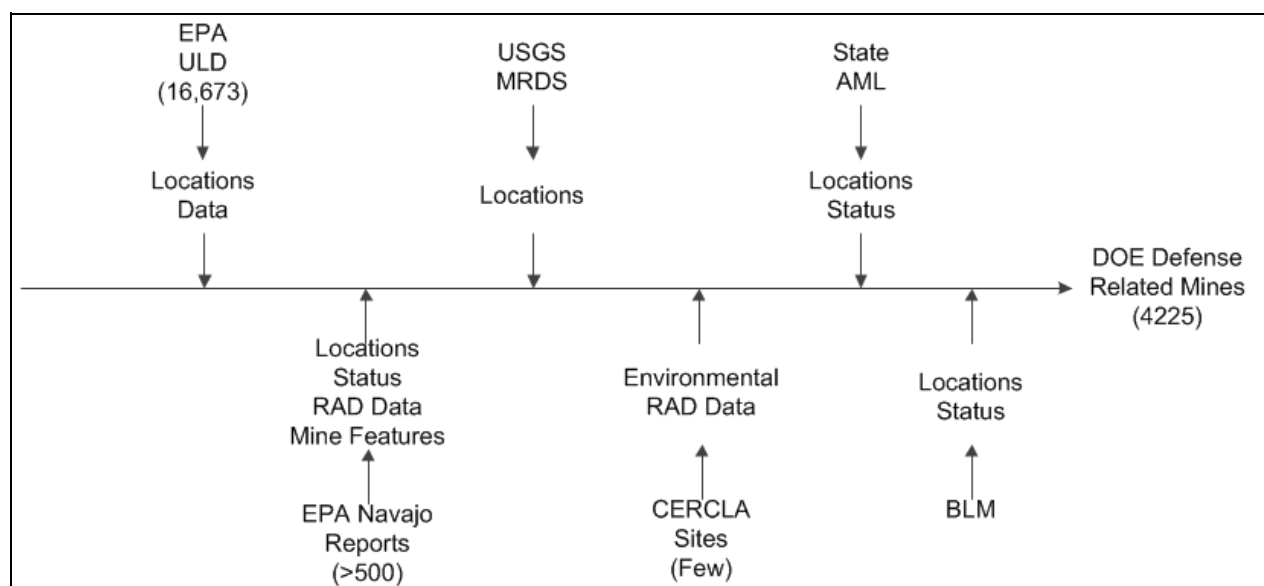 EPA
ULD
(16,673)
USGS
MRDS
State
AML
Locations
Data
Locations
Locations
Status
DOE Defense
Related Mines
(4225)
Locations
Status
RAD Data
Mine Features
Environmental
RAD Data
Locations
Status
EPA Navajo
Reports
(>500)
CERCLA
Sites
(Few)
BLM